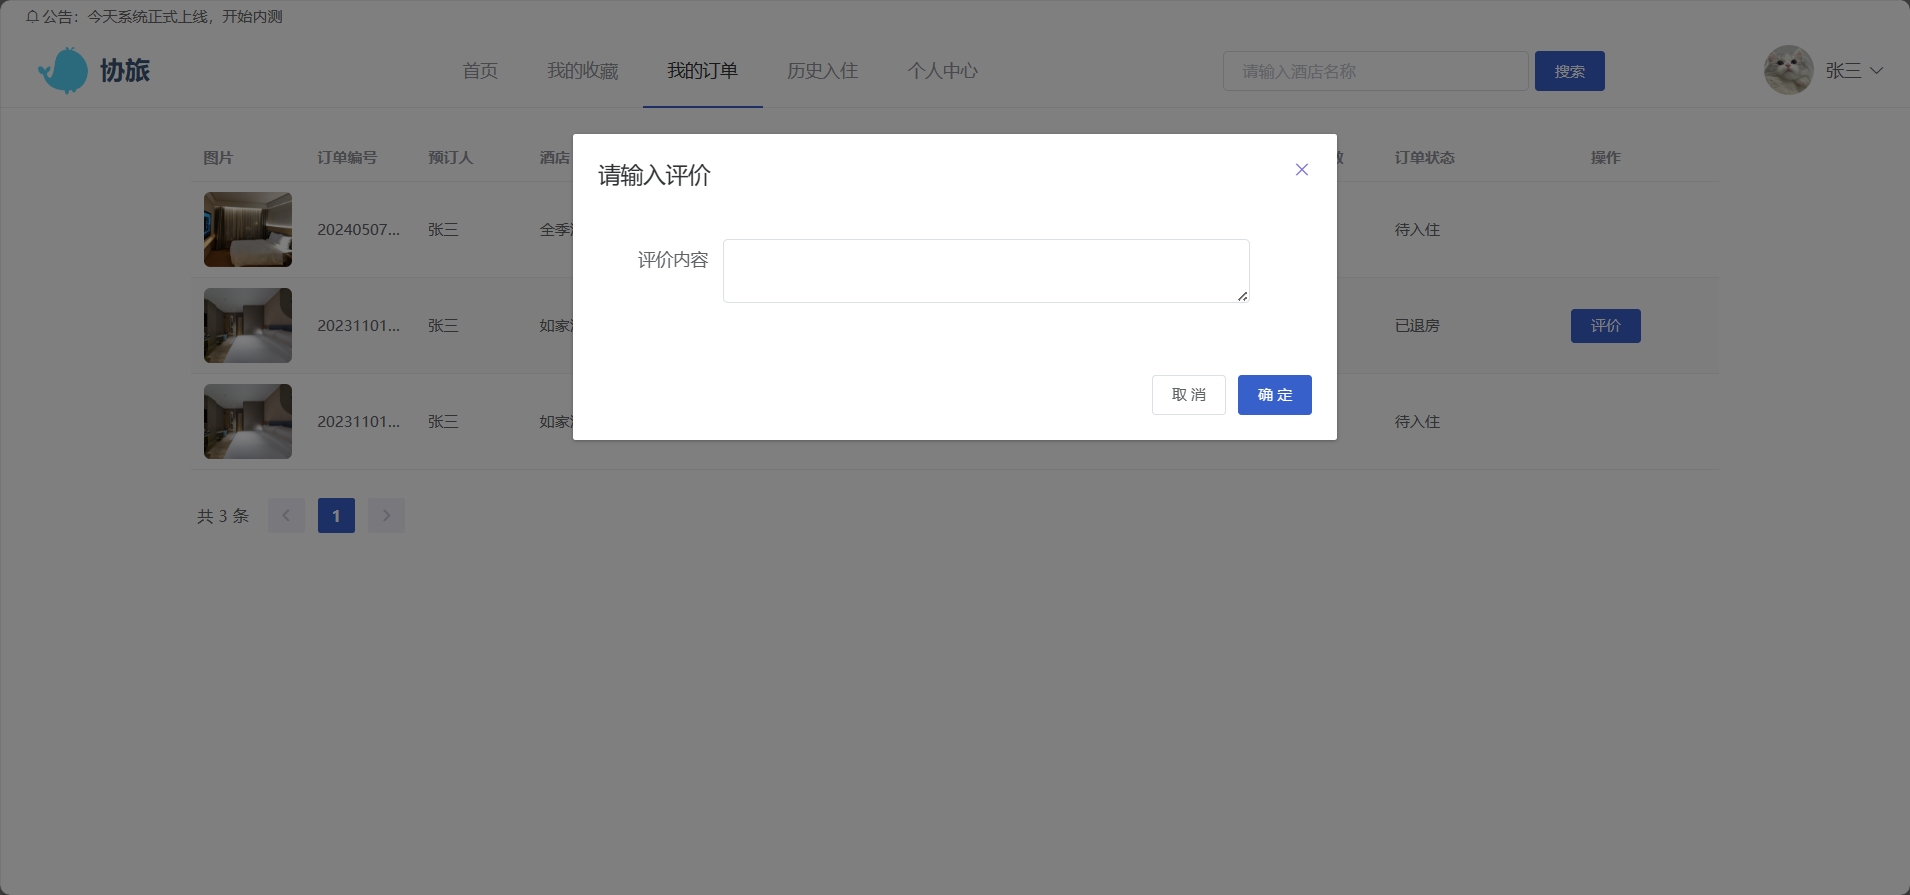 公告：今天系统正式上线，开始内测
协旅
首页
我的收藏
我的订单
历史入住
个人中心
请输入酒店名称
搜索
张三
图片
订单编号
预订人
酒店
订单状态
操作
请输入评价
评价内容
取 消
确 定
20240507...
张三
全季
待入住
20231101...
张三
如家
已退房
评价
20231101...
张三
如家
待入住
共 3 条
1